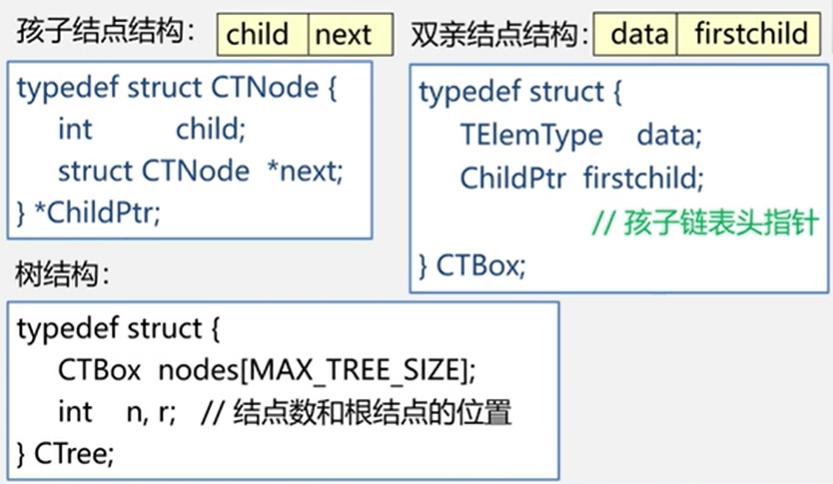 孩子结点结构：
child next
typedef struct CTNode {
int child;
struct CTNode *next;
} *ChildPtr;
双亲结点结构：
data firstchild
typedef struct {
TElemType data;
ChildPtr firstchild;
// 孩子链表头指针
} CTBox;
树结构：
typedef struct {
CTBox nodes[MAX_TREE_SIZE];
int n, r; // 结点数和根结点的位置
} CTree;